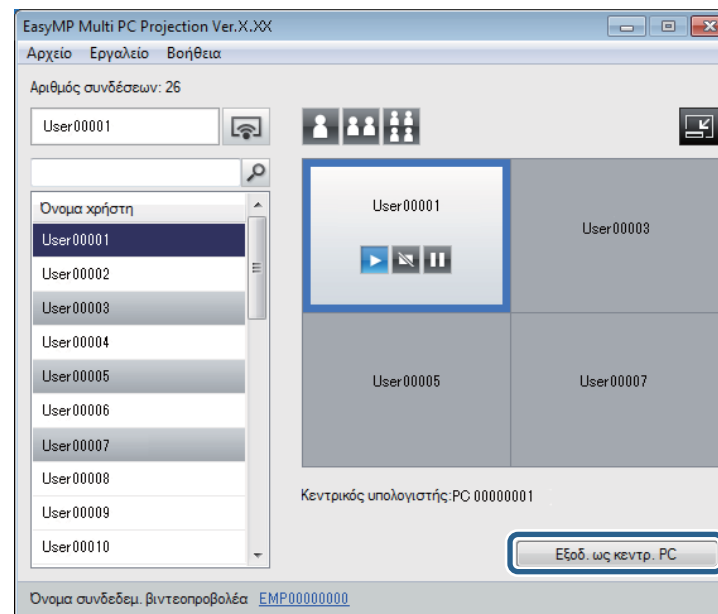 EasyMP Multi PC Projection Ver.X.XX
Αρχείο Εργαλείο Βοήθεια
Αριθμός συνδέσεων: 26
User00001
Όνομα χρήστη
User00001
User00002
User00003
User00004
User00005
User00006
User00007
User00008
User00009
User00010
User00001
User00003
User00005
User00007
Κεντρικός υπολογιστής:PC 00000001
Εξοδ. ως κεντρ. PC
Όνομα συνδεδεμ. βιντεοπροβολέα EMP00000000